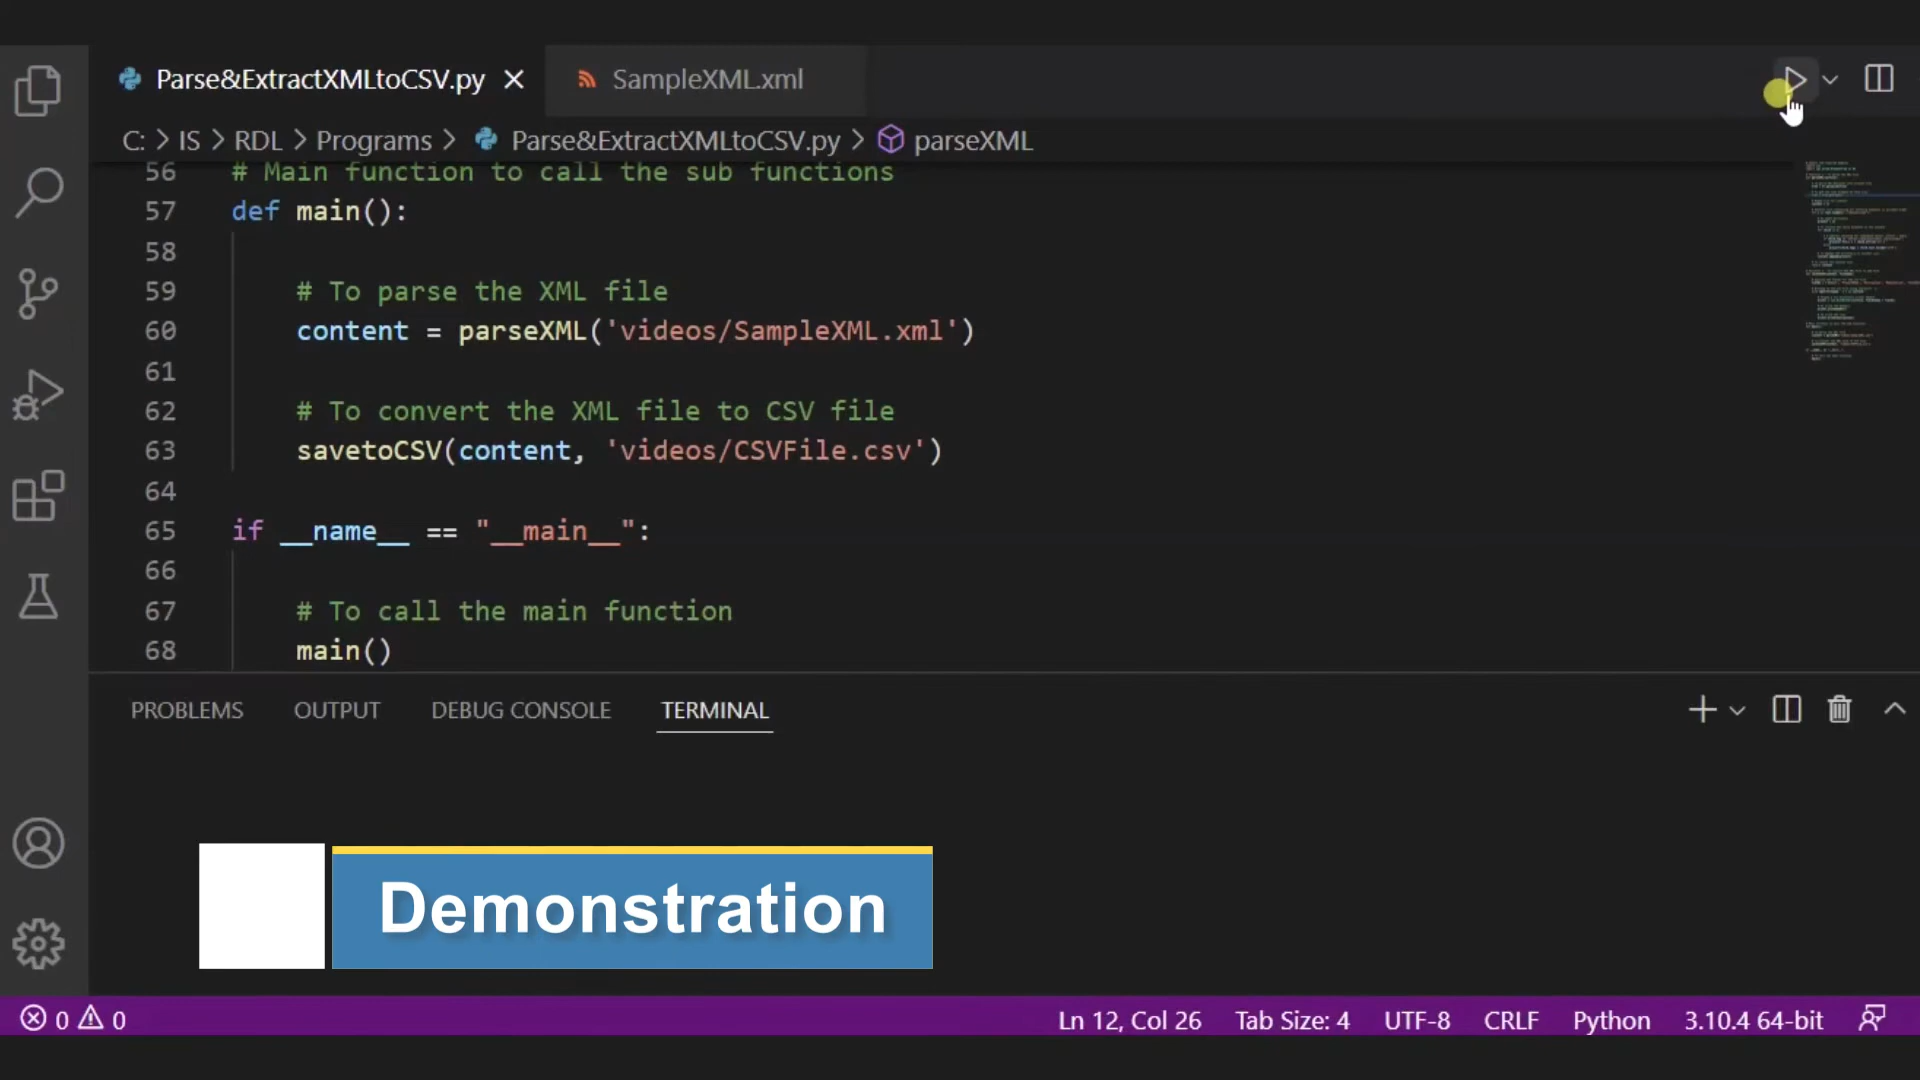 Parse&ExtractXMLtoCSV.py SampleXML.xml
C: > IS > RDL > Programs > Parse&ExtractXMLtoCSV.py > parseXML
56 # Main function to call the sub functions
57 def main():
58
59 # To parse the XML file
60 content = parseXML('videos/SampleXML.xml')
61
62 # To convert the XML file to CSV file
63 savetoCSV(content, 'videos/CSVFile.csv')
64
65 if __name__ == "__main__":
66
67 # To call the main function
68 main()
PROBLEMS OUTPUT DEBUG CONSOLE TERMINAL
Demonstration
0 0 Ln 12, Col 26 Tab Size: 4 UTF-8 CRLF Python 3.10.4 64-bit